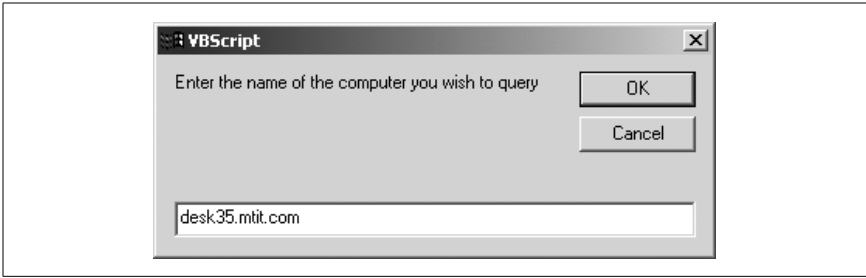 VBScript
Enter the name of the computer you wish to query
OK
Cancel
desk35.mtit.com